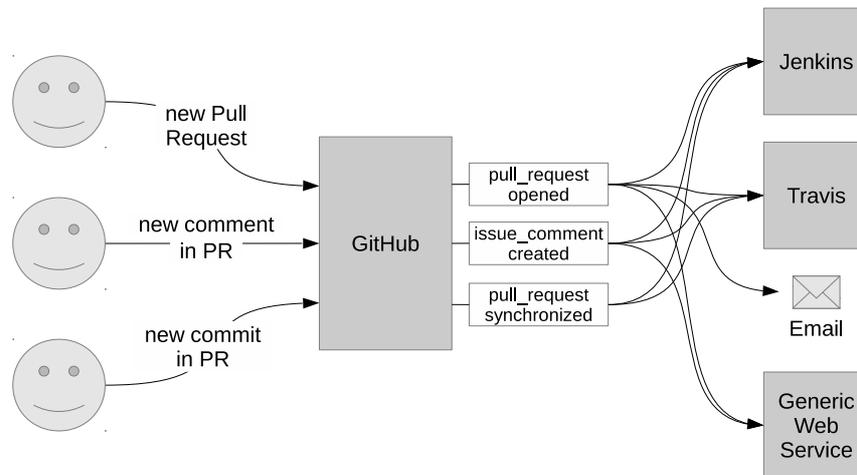 new Pull
Request
new comment
in PR
new commit
in PR
GitHub
pull_request
opened
issue_comment
created
pull_request
synchronized
Jenkins
Travis
Email
Generic
Web
Service